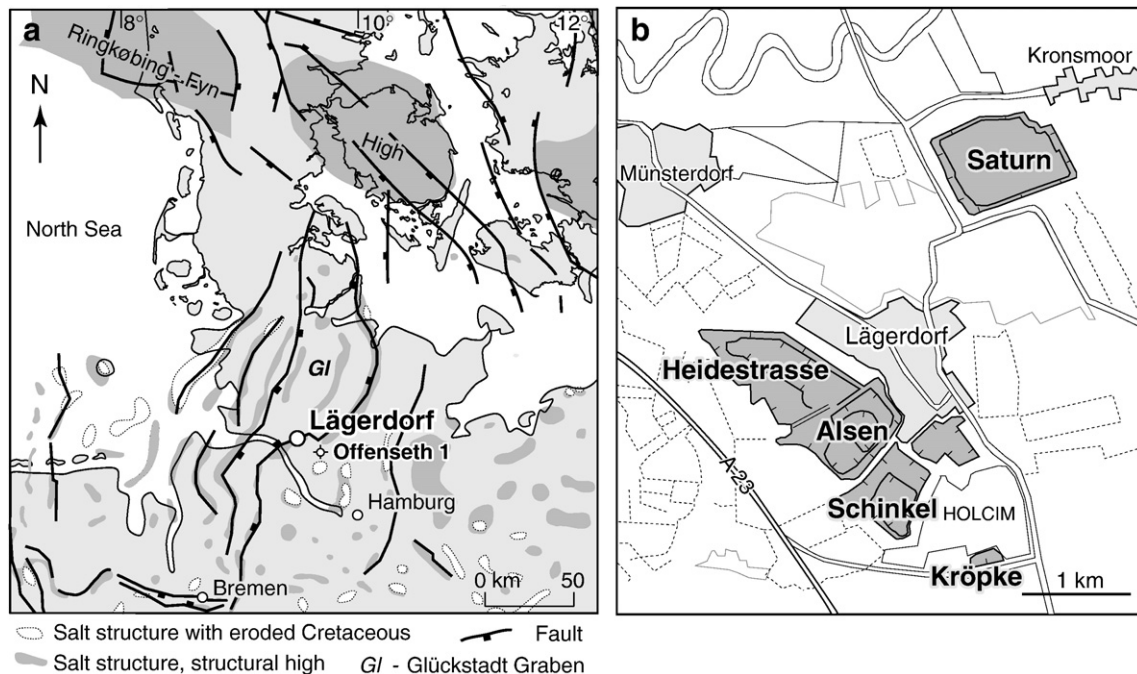 a
8°
10°
12°
Ringkøbing - Fyn
High
N
North Sea
Gl
Lägerdorf
Offenseth 1
Hamburg
Bremen
0 km 50
Salt structure with eroded Cretaceous
Fault
Salt structure, structural high
Gl - Glückstadt Graben
b
Kronsmoor
Saturn
Münsterdorf
Lägerdorf
Heidestrasse
Alsen
A-23
Schinkel
HOLCIM
Kröpke
1 km